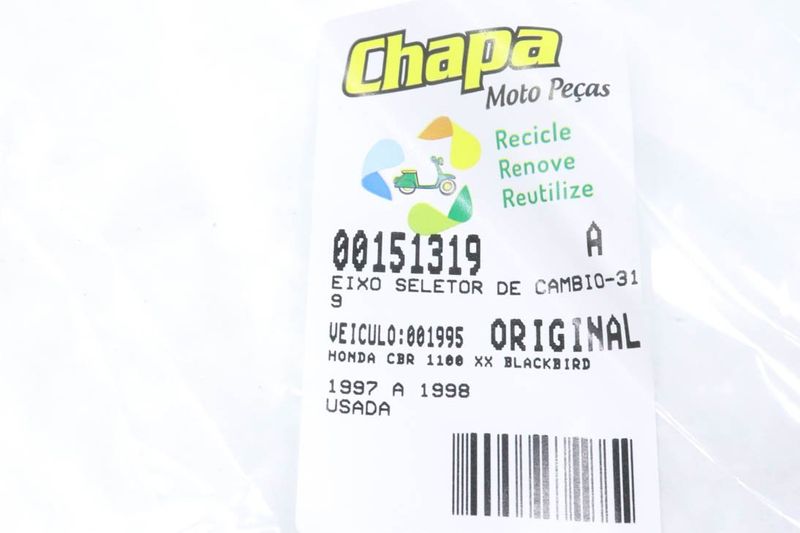 Chapa
Moto Peças
Recicle
Renove
Reutilize
00151319 A
EIXO SELETOR DE CAMBIO-31
9
VEICULO:001995 ORIGINAL
HONDA CBR 1100 XX BLACKBIRD
1997 A 1998
USADA